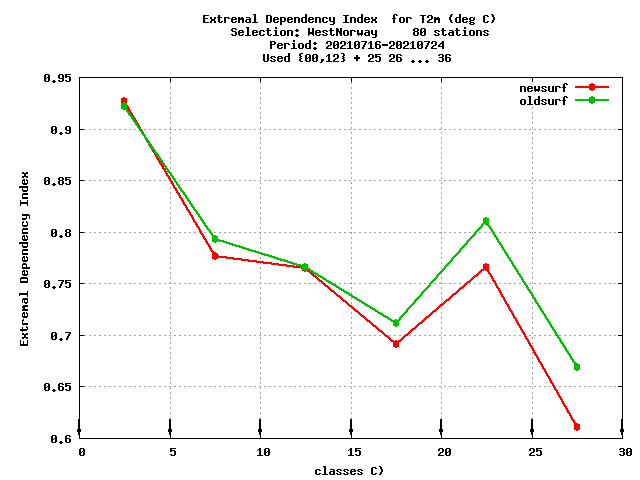 Extremal Dependency Index  for T2m (deg C)
Selection: WestNorway     80 stations
Period: 20210716-20210724
Used {00,12} + 25 26 ... 36
newsurf
oldsurf
0.95
0.9
0.85
0.8
0.75
0.7
0.65
0.6
Extremal Dependency Index
0 5 10 15 20 25 30
classes C)